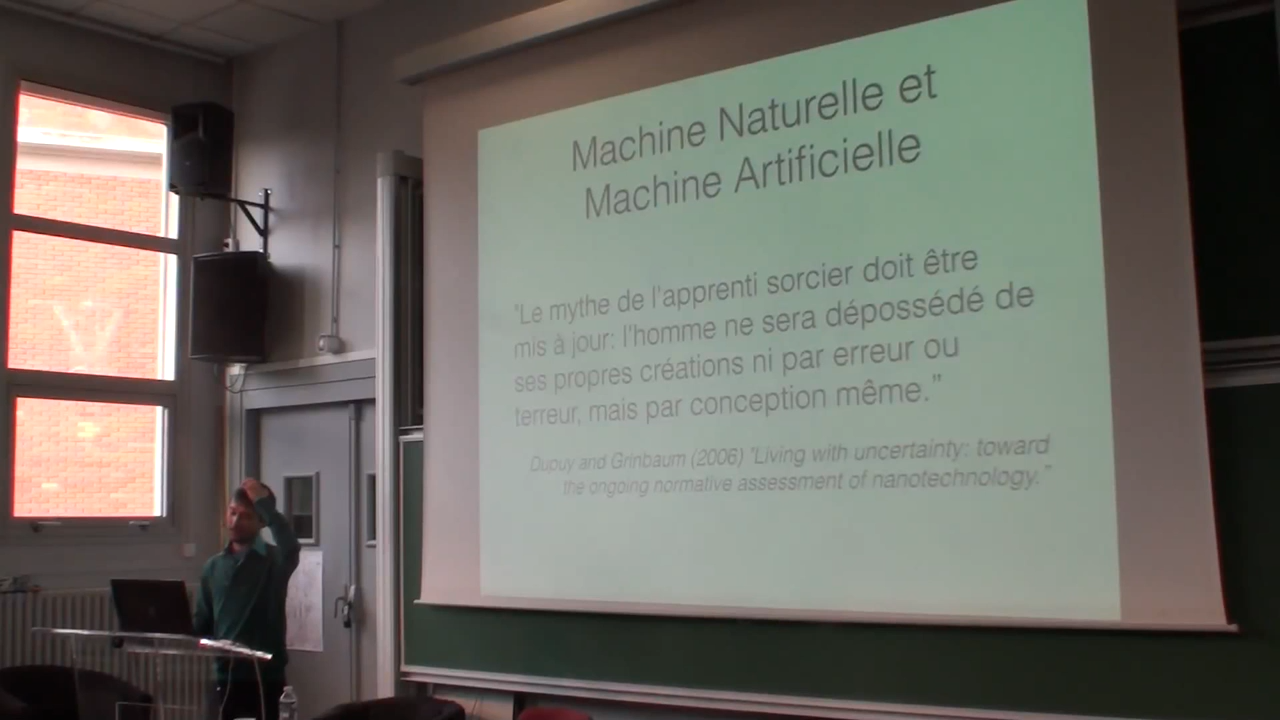 Machine Naturelle et
Machine Artificielle
"Le mythe de l'apprenti sorcier doit être
mis à jour: l'homme ne sera dépossédé de
ses propres créations ni par erreur ou
terreur, mais par conception même."
Dupuy and Grinbaum (2006) "Living with uncertainty: toward
the ongoing normative assessment of nanotechnology."